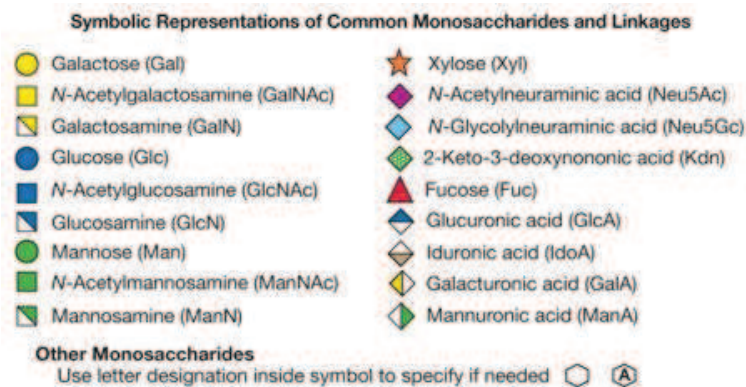 Symbolic Representations of Common Monosaccharides and Linkages
Galactose (Gal)
N-Acetylgalactosamine (GalNAc)
Galactosamine (GalN)
Glucose (Glc)
N-Acetylglucosamine (GlcNAc)
Glucosamine (GlcN)
Mannose (Man)
N-Acetylmannosamine (ManNAc)
Mannosamine (ManN)
Xylose (Xyl)
N-Acetylneuraminic acid (Neu5Ac)
N-Glycolylneuraminic acid (Neu5Gc)
2-Keto-3-deoxynononic acid (Kdn)
Fucose (Fuc)
Glucuronic acid (GlcA)
Iduronic acid (IdoA)
Galacturonic acid (GalA)
Mannuronic acid (ManA)
Other Monosaccharides
Use letter designation inside symbol to specify if needed A